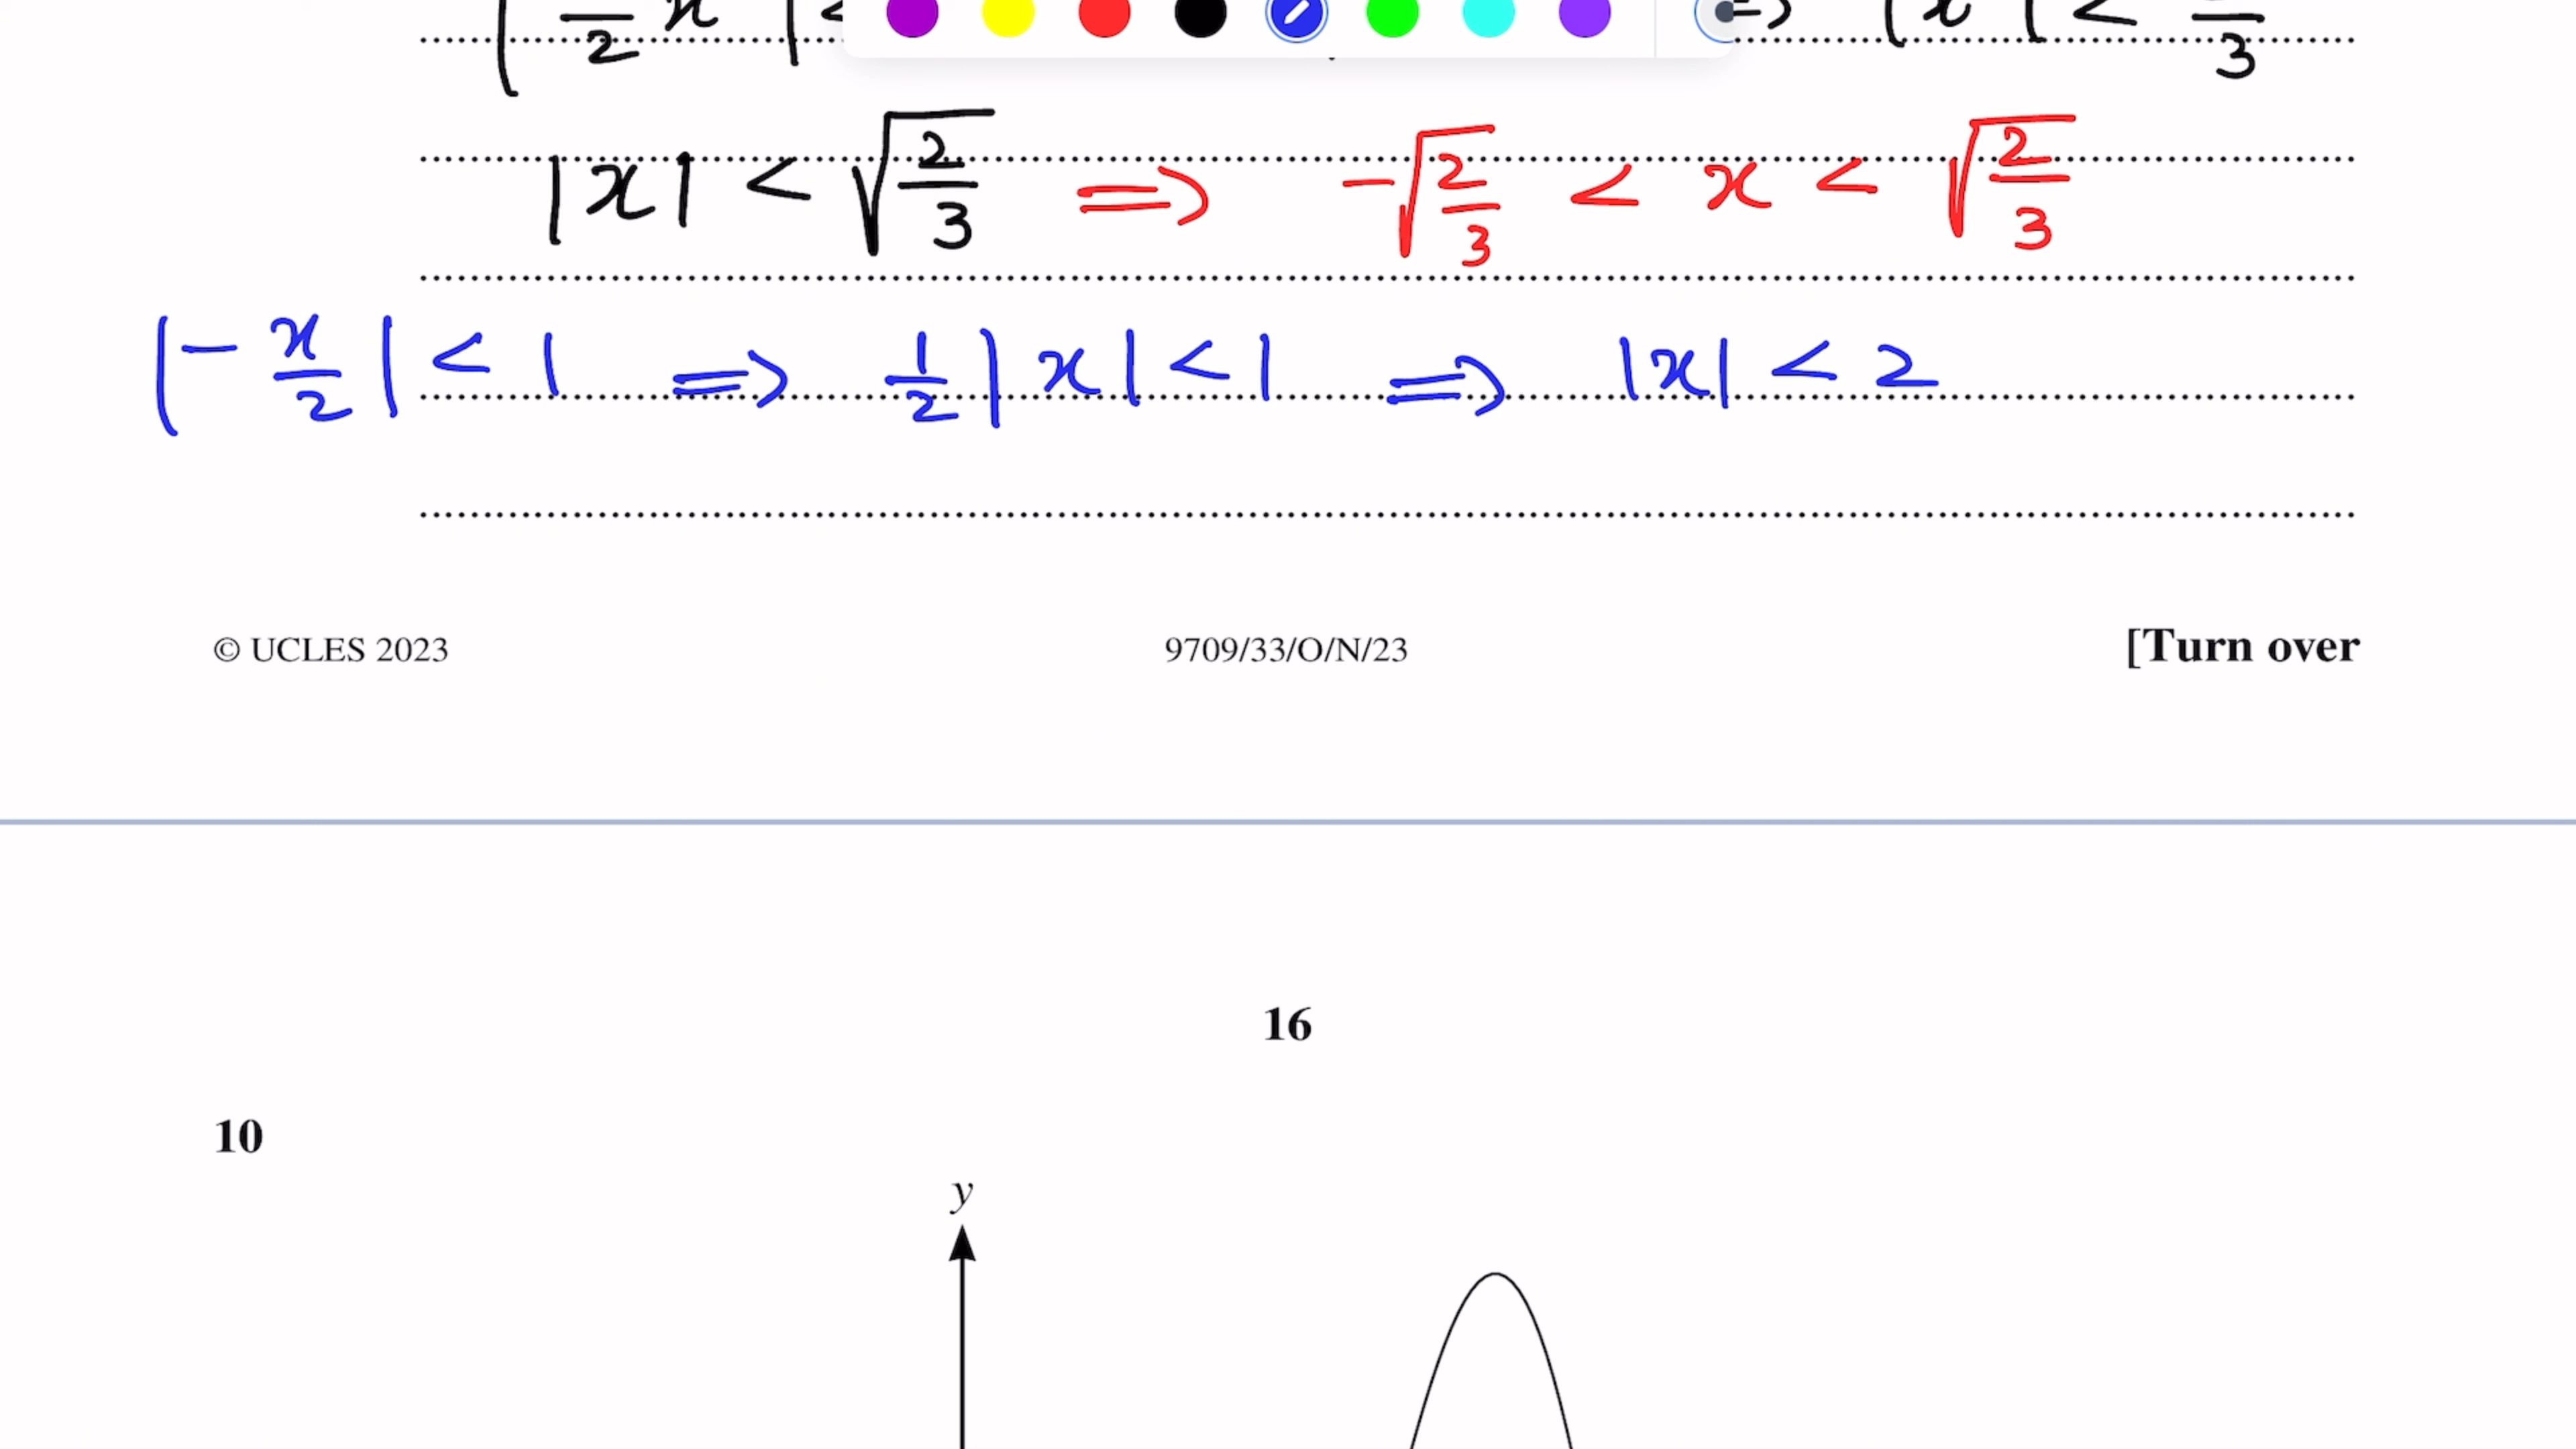 |x| < √(2/3) ⇒ -√(2/3) < x < √(2/3)
|-x/2| < 1 ⇒ 1/2|x| < 1 ⇒ |x| < 2
© UCLES 2023 9709/33/O/N/23 [Turn over
16
10
y